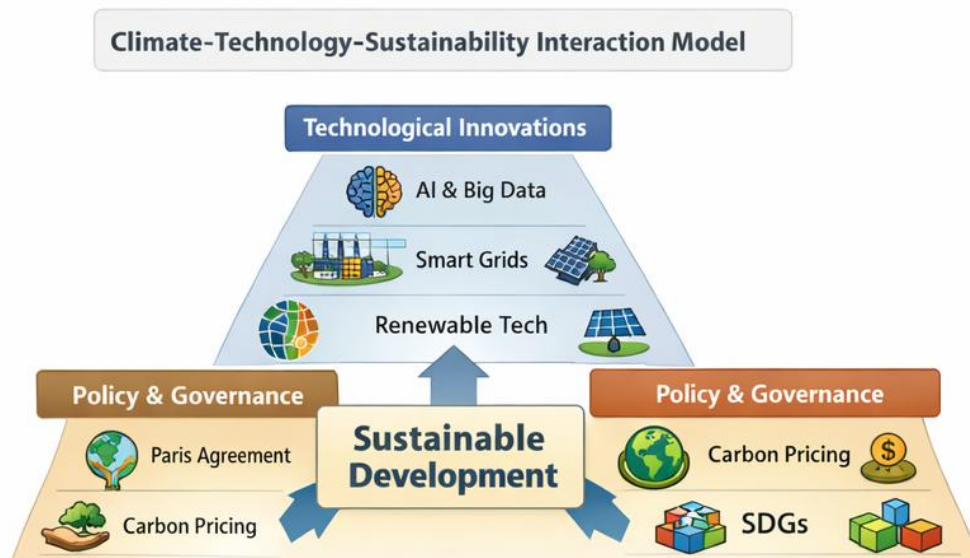 Climate-Technology-Sustainability Interaction Model
Technological Innovations
AI & Big Data
Smart Grids
Renewable Tech
Policy & Governance
Paris Agreement
Carbon Pricing
Sustainable
Development
Policy & Governance
Carbon Pricing
$
SDGs